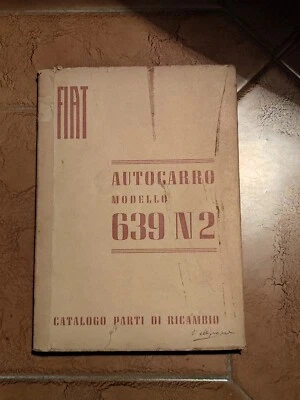 FIAT
AUTOCARRO
MODELLO
639 N2
CATALOGO PARTI DI RICAMBIO